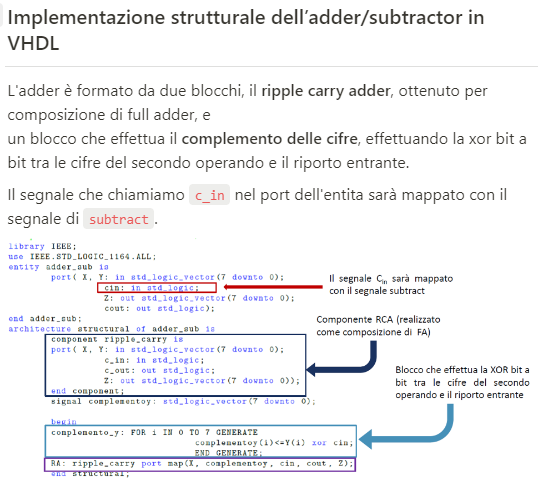 Implementazione strutturale dell'adder/subtractor in
VHDL
L'adder è formato da due blocchi, il ripple carry adder, ottenuto per
composizione di full adder, e
un blocco che effettua il complemento delle cifre, effettuando la xor bit a
bit tra le cifre del secondo operando e il riporto entrante.
Il segnale che chiamiamo c_in nel port dell'entita sarà mappato con il
segnale di subtract.
library IEEE;
use IEEE.STD_LOGIC_1164.ALL;
entity adder_sub is
port( X, Y: in std_logic_vector(7 downto 0);
cin: in std_logic;
Z: out std_logic_vector(7 downto 0);
cout: out std_logic);
end adder_sub;
architecture structural of adder_sub is
component ripple_carry is
port( X, Y: in std_logic_vector(7 downto 0);
c_in: in std_logic;
c_out: out std_logic;
Z: out std_logic_vector(7 downto 0));
end component;
signal complementoy: std_logic_vector(7 downto 0);
begin
complemento_y: FOR i IN 0 TO 7 GENERATE
complementoy(i)<=Y(i) xor cin;
END GENERATE;
RA: ripple_carry port map(X, complementoy, cin, cout, Z);
end structural;
Il segnale Cin sarà mappato
con il segnale subtract
Componente RCA (realizzato
come composizione di FA)
Blocco che effettua la XOR bit a
bit tra le cifre del secondo
operando e il riporto entrante